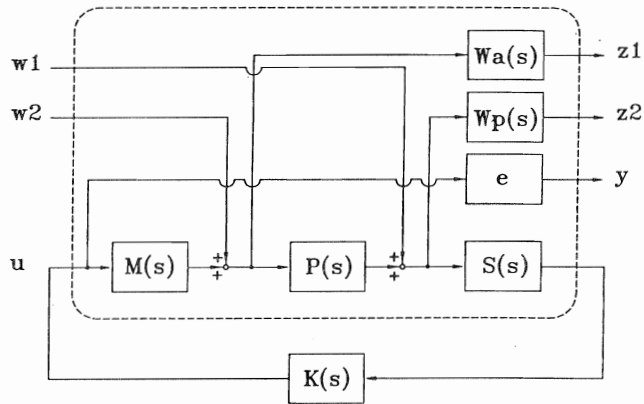 w1
Wa(s)
z1
w2
Wp(s)
z2
e
y
u
M(s)
+
+
P(s)
+
+
S(s)
K(s)